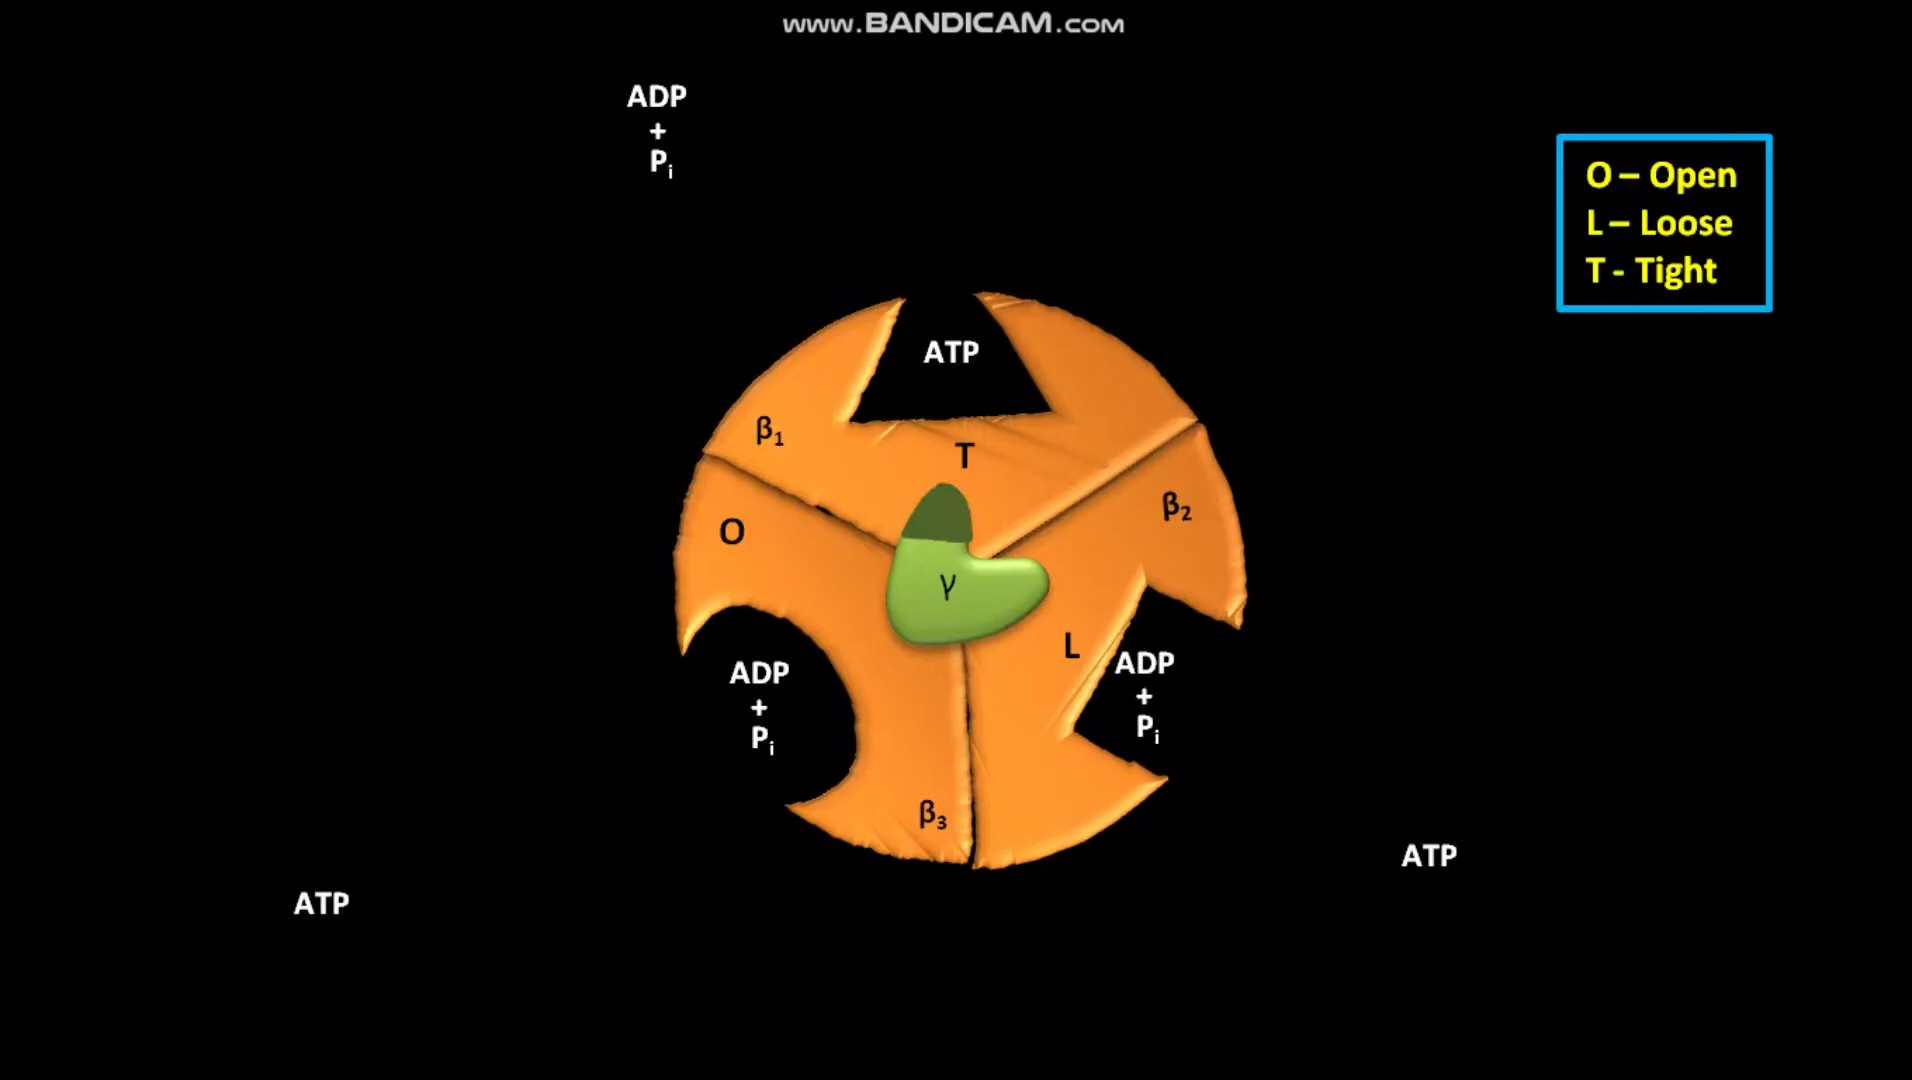 www.BANDICAM.com
ADP
+
Pi
O – Open
L – Loose
T - Tight
ATP
β1
T
β2
O
γ
L
ADP
+
Pi
ADP
+
Pi
β3
ATP
ATP